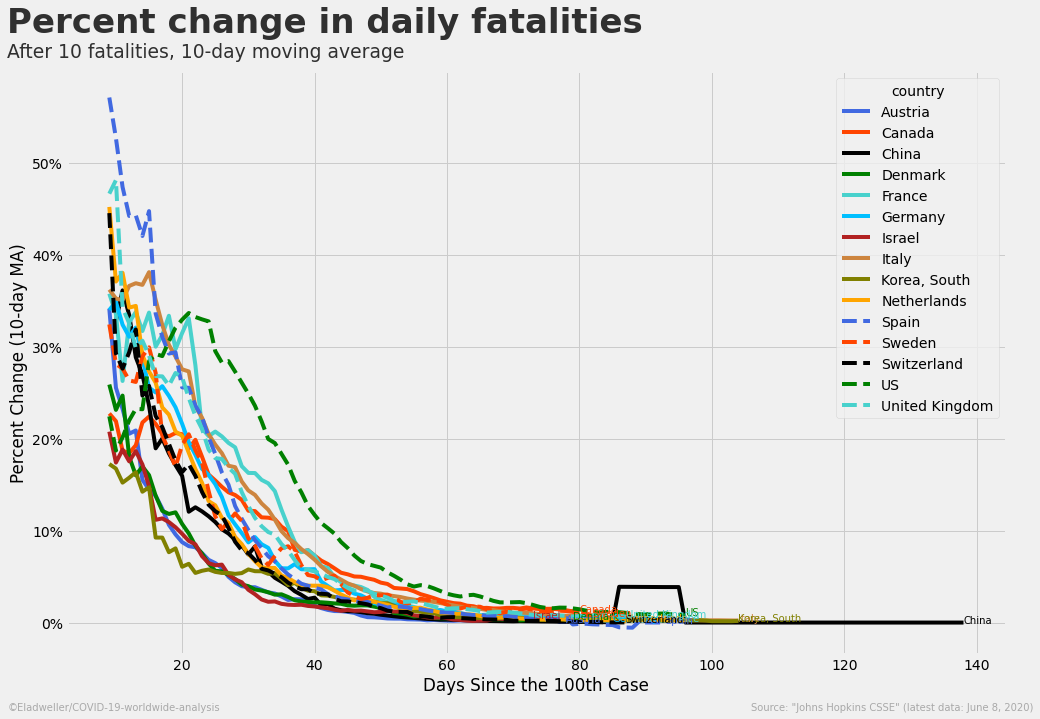 Percent change in daily fatalities
After 10 fatalities, 10-day moving average
country
Austria
Canada
China
Denmark
France
Germany
Israel
Italy
Korea, South
Netherlands
Spain
Sweden
Switzerland
US
United Kingdom
Percent Change (10-day MA)
50%
40%
30%
20%
10%
0%
Canada
Israel
Switzerland
US
Korea, South
China
20
40
60
80
100
120
140
Days Since the 100th Case
©Eladweller/COVID-19-worldwide-analysis
Source: "Johns Hopkins CSSE" (latest data: June 8, 2020)